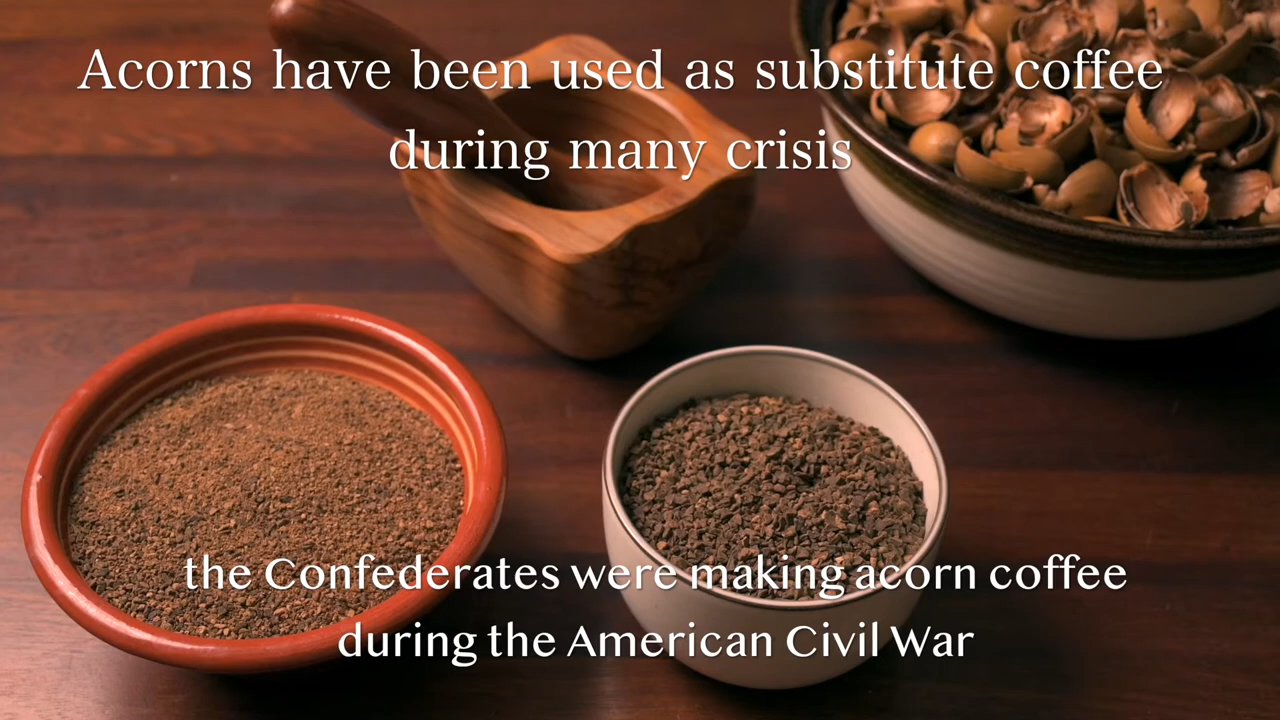 Acorns have been used as substitute coffee
during many crisis
the Confederates were making acorn coffee
during the American Civil War